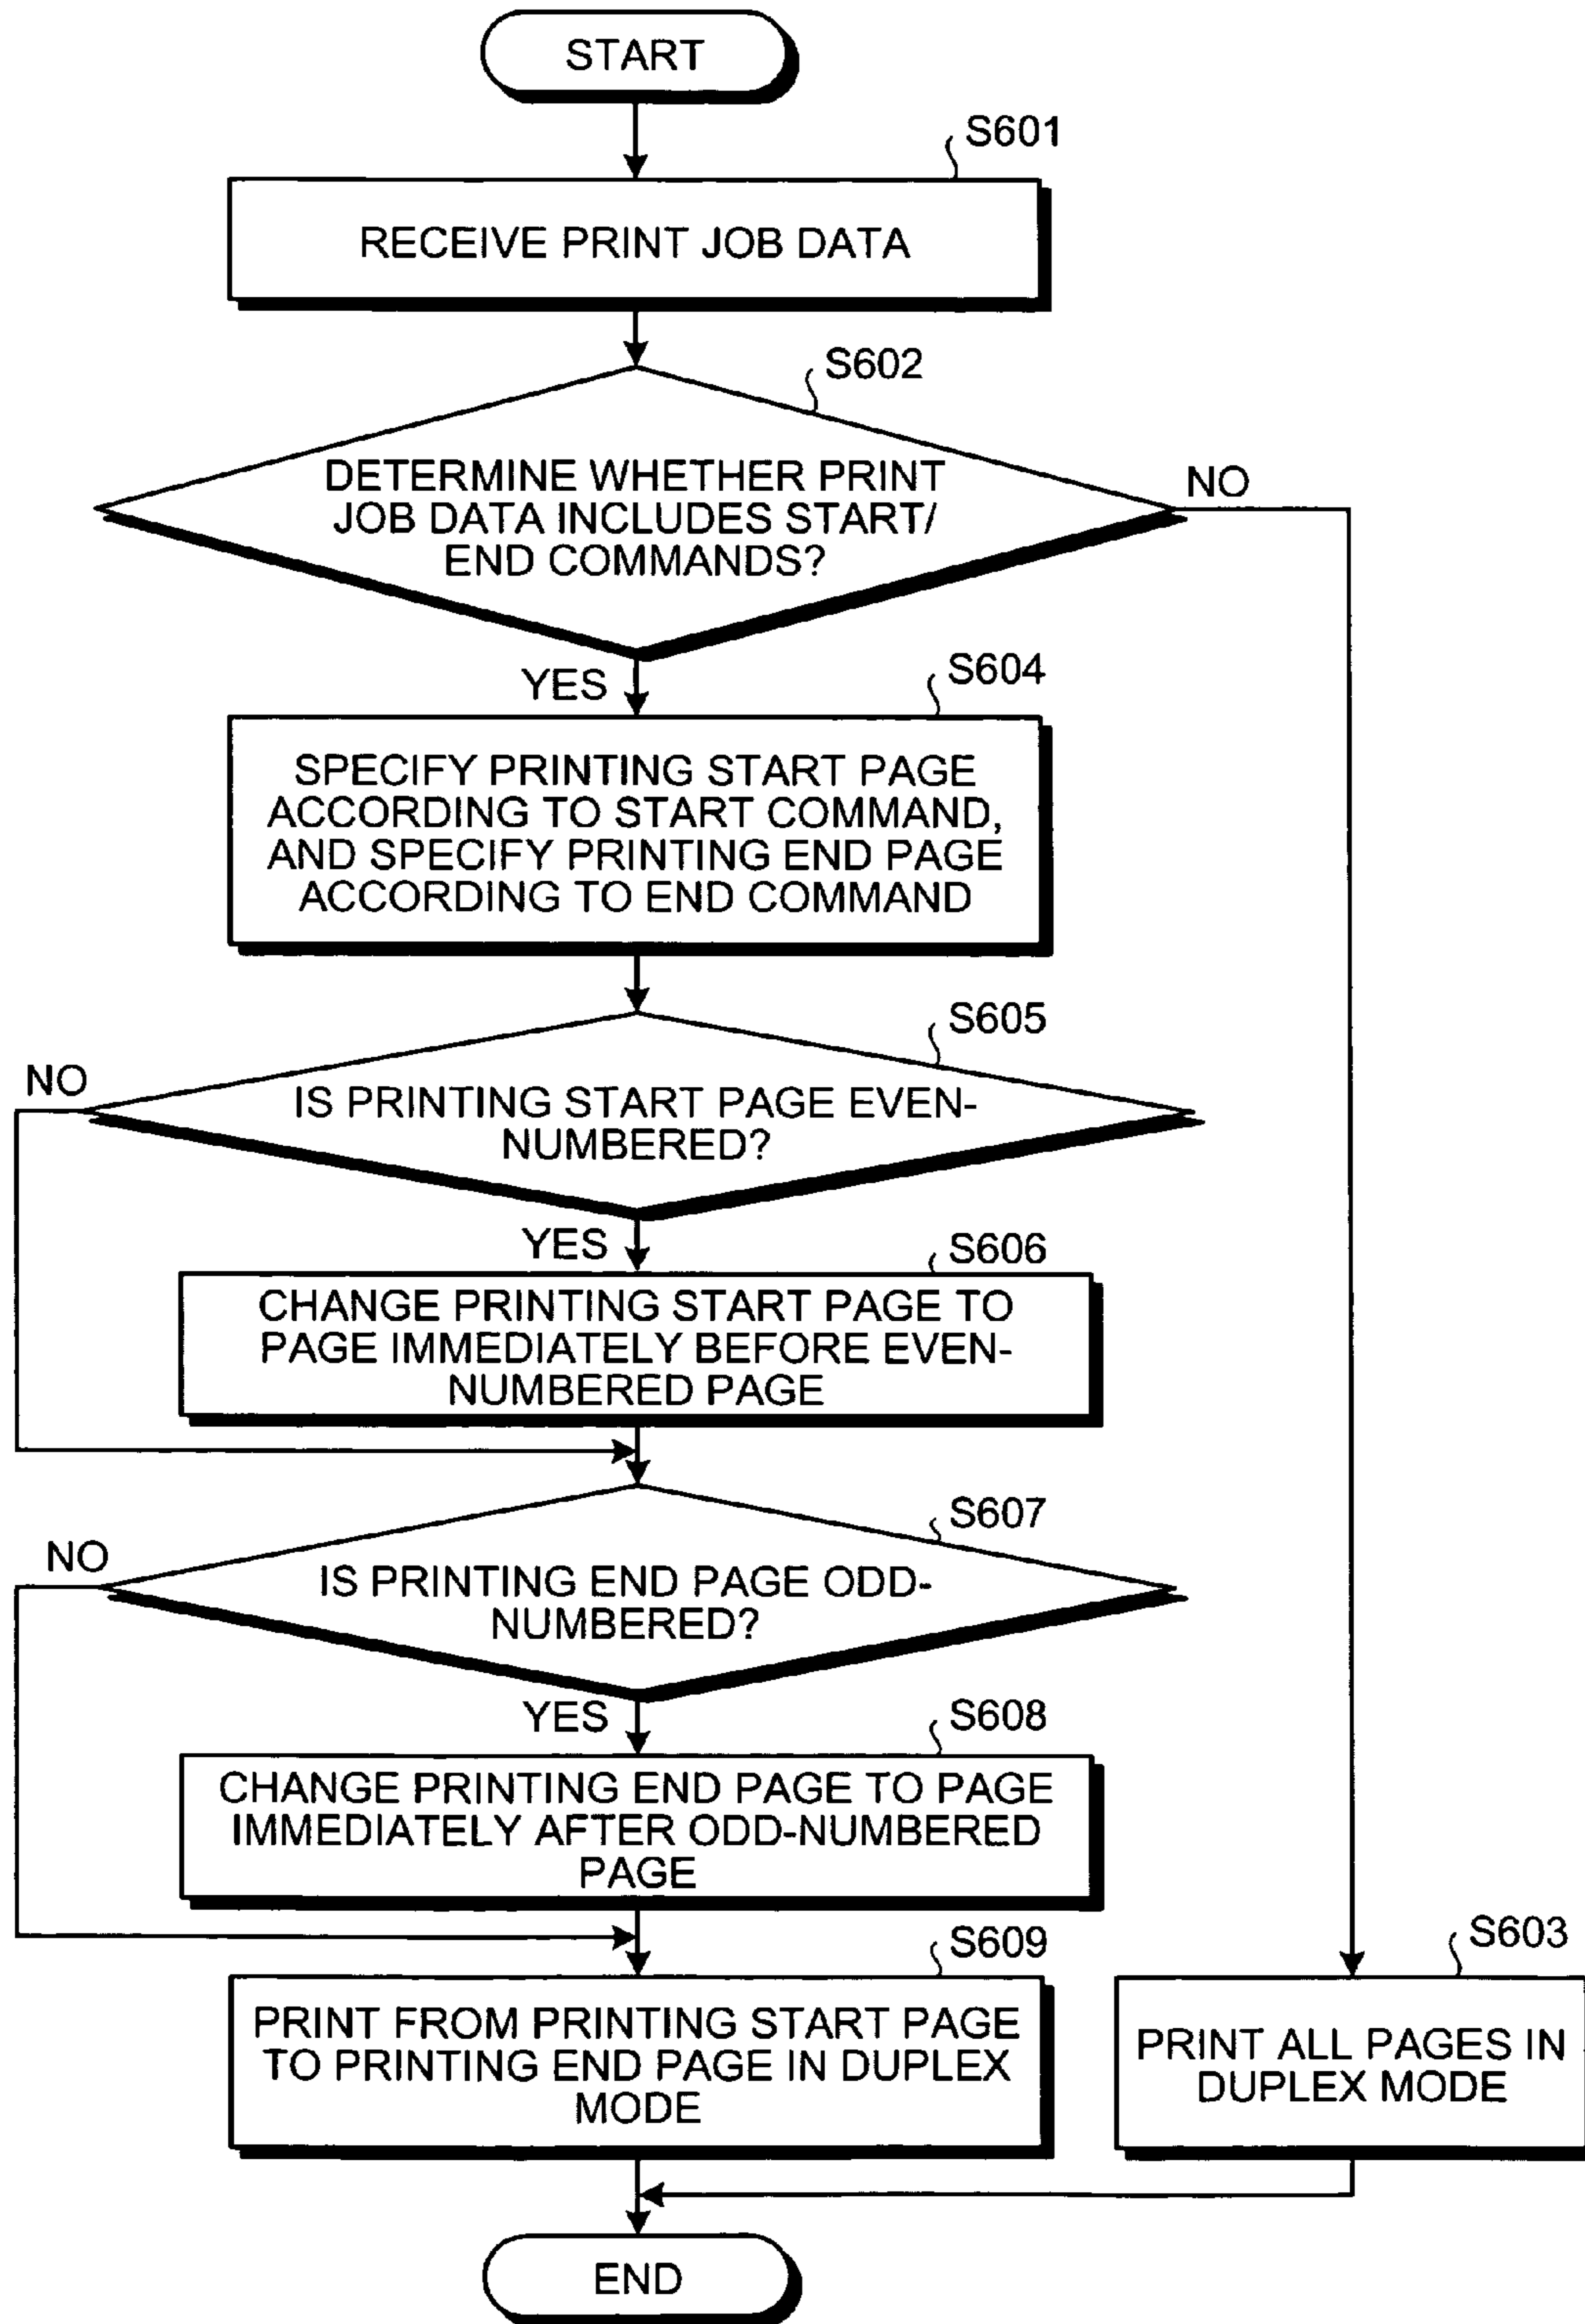 START
S601
RECEIVE PRINT JOB DATA
S602
DETERMINE WHETHER PRINT
JOB DATA INCLUDES START/
END COMMANDS?
NO
YES
S604
SPECIFY PRINTING START PAGE
ACCORDING TO START COMMAND,
AND SPECIFY PRINTING END PAGE
ACCORDING TO END COMMAND
S605
NO
IS PRINTING START PAGE EVEN-
NUMBERED?
YES
S606
CHANGE PRINTING START PAGE TO
PAGE IMMEDIATELY BEFORE EVEN-
NUMBERED PAGE
S607
NO
IS PRINTING END PAGE ODD-
NUMBERED?
YES
S608
CHANGE PRINTING END PAGE TO PAGE
IMMEDIATELY AFTER ODD-NUMBERED
PAGE
S609
PRINT FROM PRINTING START PAGE
TO PRINTING END PAGE IN DUPLEX
MODE
S603
PRINT ALL PAGES IN
DUPLEX MODE
END